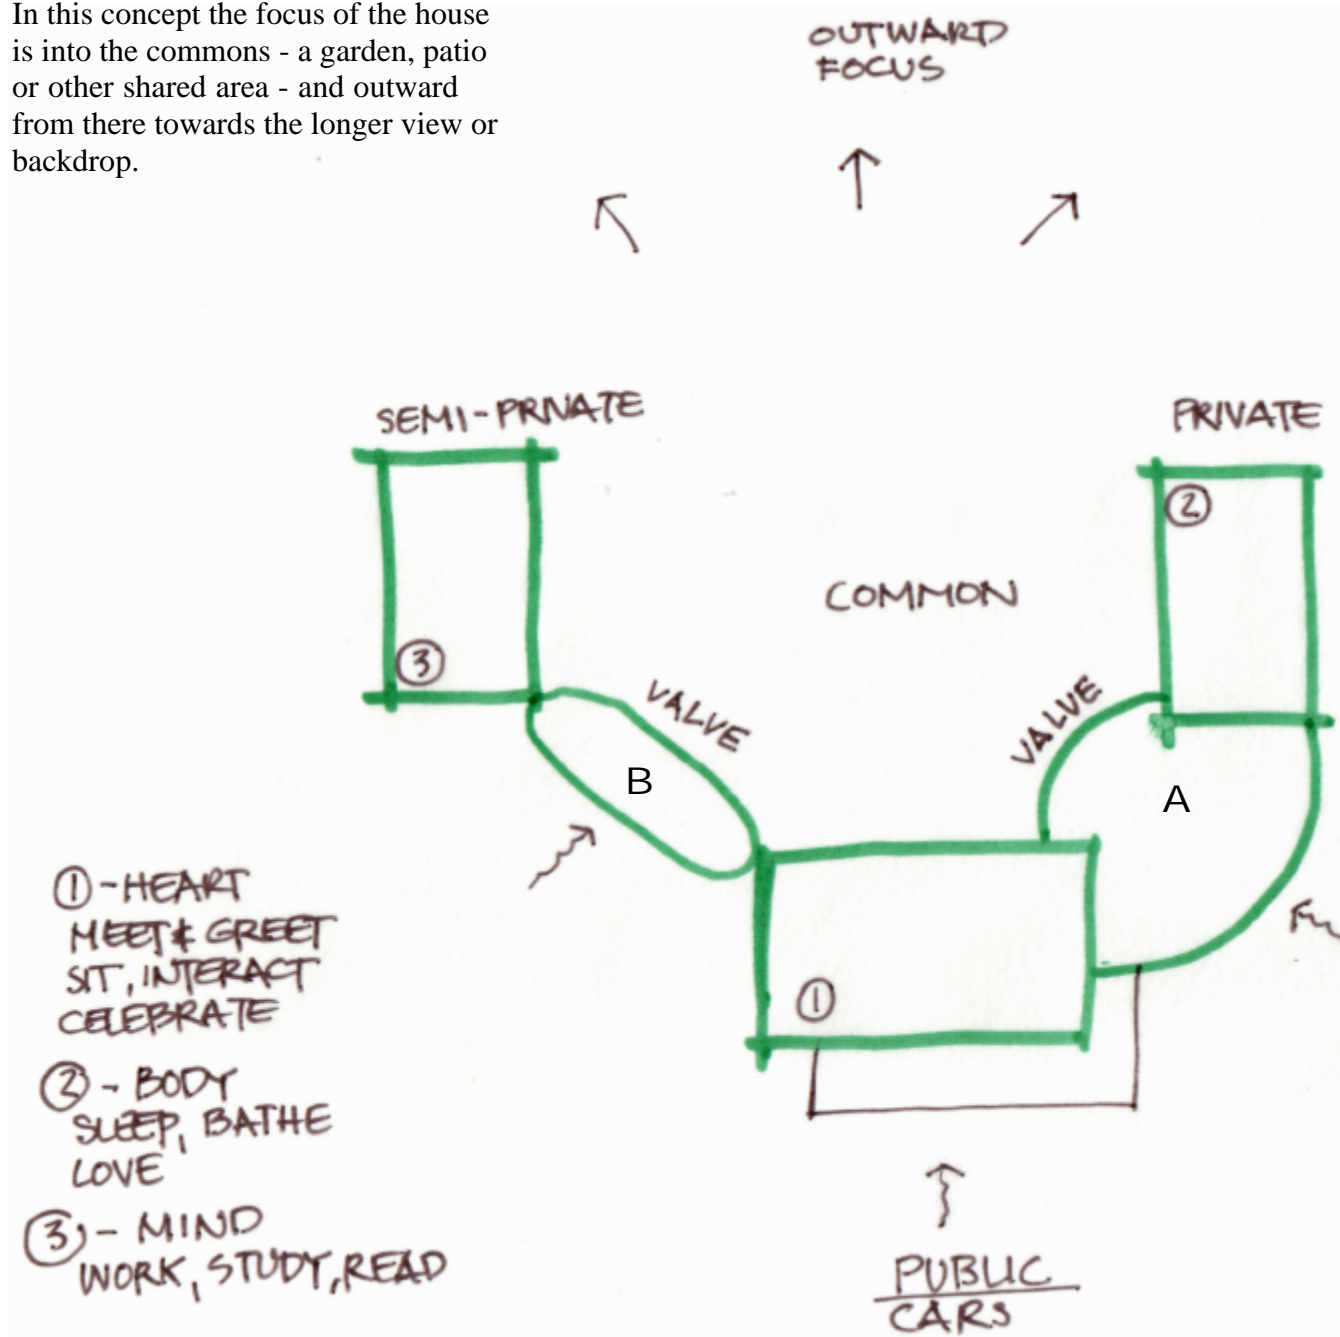 In this concept the focus of the house
is into the commons - a garden, patio
or other shared area - and outward
from there towards the longer view or
backdrop.
OUTWARD
FOCUS
SEMI-PRIVATE
PRIVATE
②
COMMON
③
VALVE
VALVE
B
A
①-HEART
MEET & GREET
SIT, INTERACT
CELEBRATE
①
②- BODY
SLEEP, BATHE
LOVE
③- MIND
WORK, STUDY, READ
PUBLIC
CARS